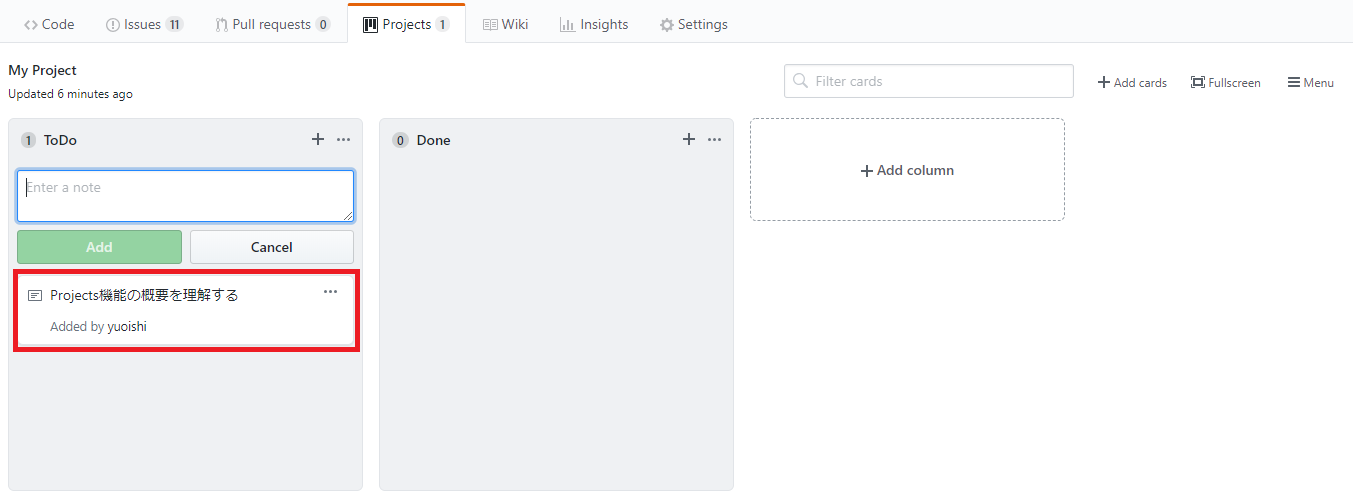 Code Issues 11 Pull requests 0 Projects 1 Wiki Insights Settings
My Project
Updated 6 minutes ago
Filter cards
Add cards Fullscreen Menu
1 ToDo
Enter a note
Add Cancel
Projects機能の概要を理解する
Added by yuoishi
0 Done
Add column